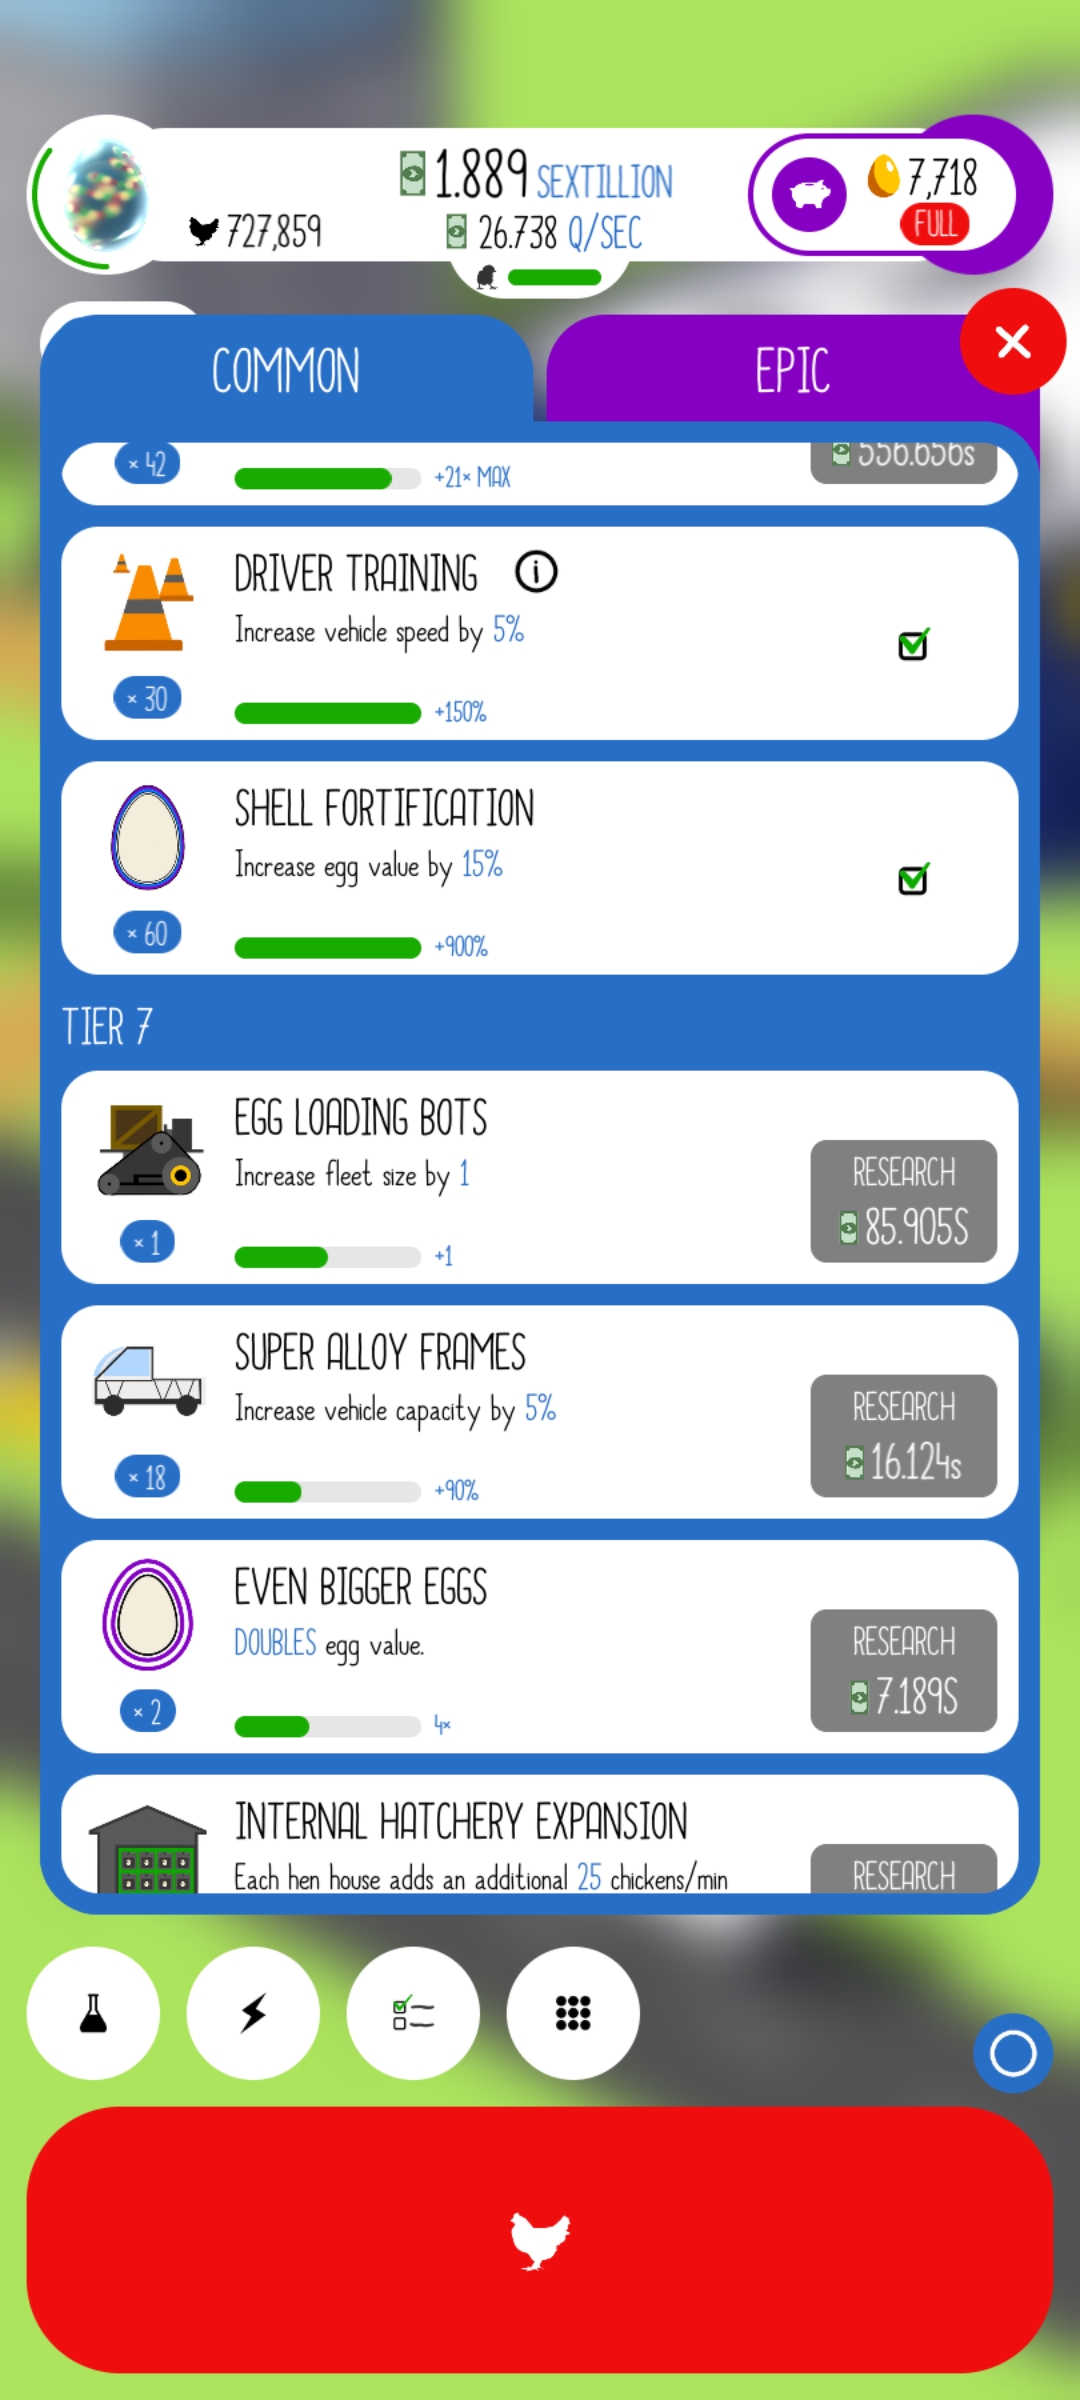 1.889 SEXTILLION
7,718
727,859
26.738 Q/SEC
FULL
COMMON
EPIC
× 42
+21× MAX
556.656s
DRIVER TRAINING
i
Increase vehicle speed by 5%
× 30
+150%
SHELL FORTIFICATION
Increase egg value by 15%
× 60
+900%
TIER 7
EGG LOADING BOTS
Increase fleet size by 1
RESEARCH
85.905S
× 1
+1
SUPER ALLOY FRAMES
Increase vehicle capacity by 5%
RESEARCH
16.124s
× 18
+90%
EVEN BIGGER EGGS
DOUBLES egg value.
RESEARCH
7.189S
× 2
4×
INTERNAL HATCHERY EXPANSION
Each hen house adds an additional 25 chickens/min
RESEARCH